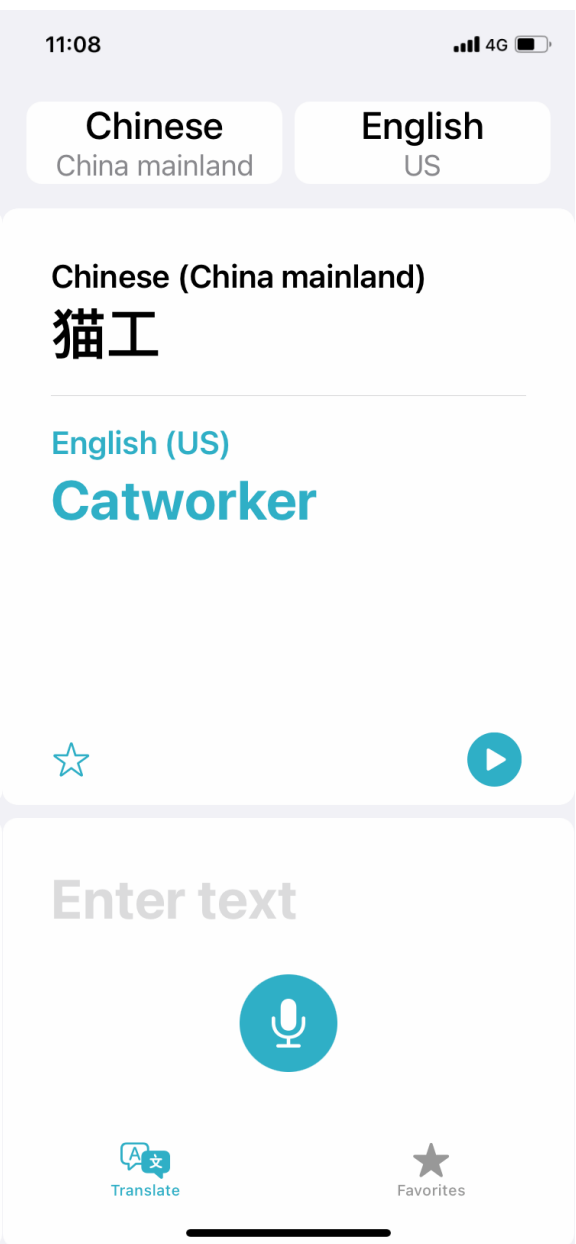 11:08 4G
Chinese English
China mainland US
Chinese (China mainland)
猫工
English (US)
Catworker
Enter text
A 文
Translate Favorites